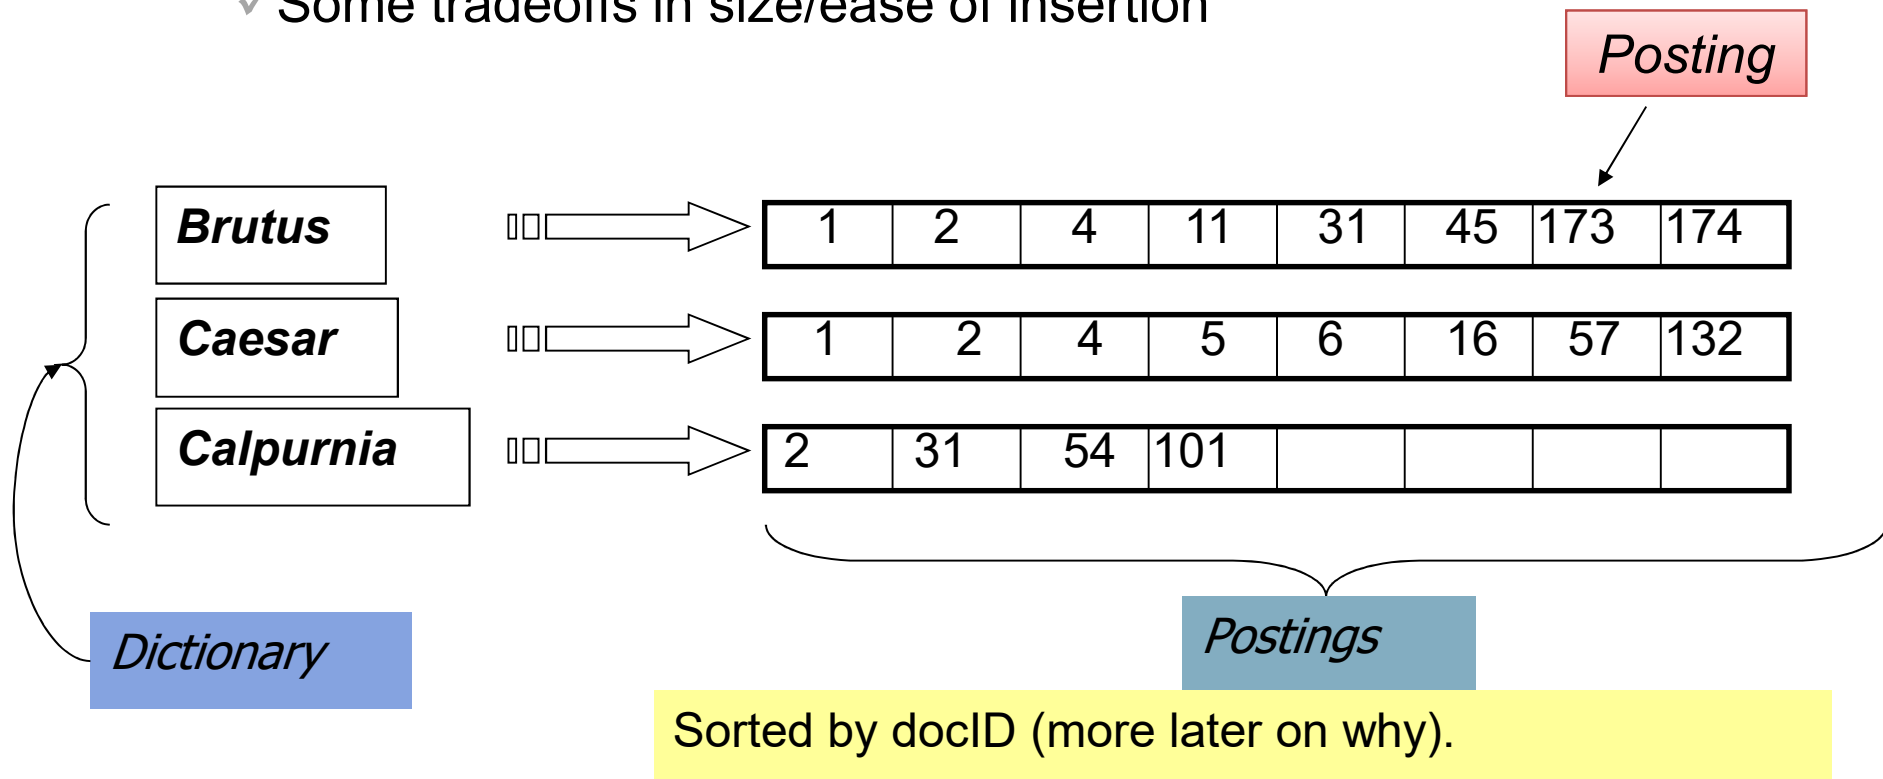 Some tradeoffs in size/ease of insertion
Posting
Brutus 1 2 4 11 31 45 173 174
Caesar 1 2 4 5 6 16 57 132
Calpurnia 2 31 54 101
Dictionary
Postings
Sorted by docID (more later on why).